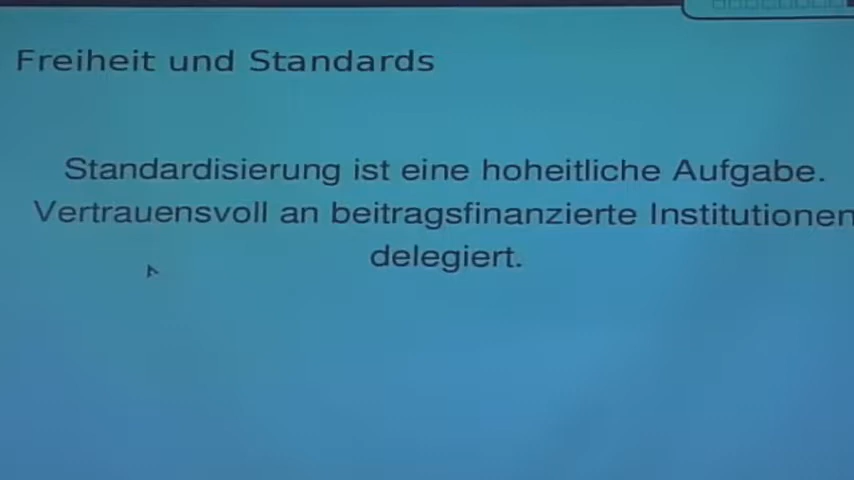 Freiheit und Standards
Standardisierung ist eine hoheitliche Aufgabe.
Vertrauensvoll an beitragsfinanzierte Institutionen
delegiert.